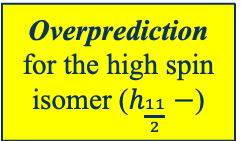 Overprediction
for the high spin
isomer (h11/2 −)